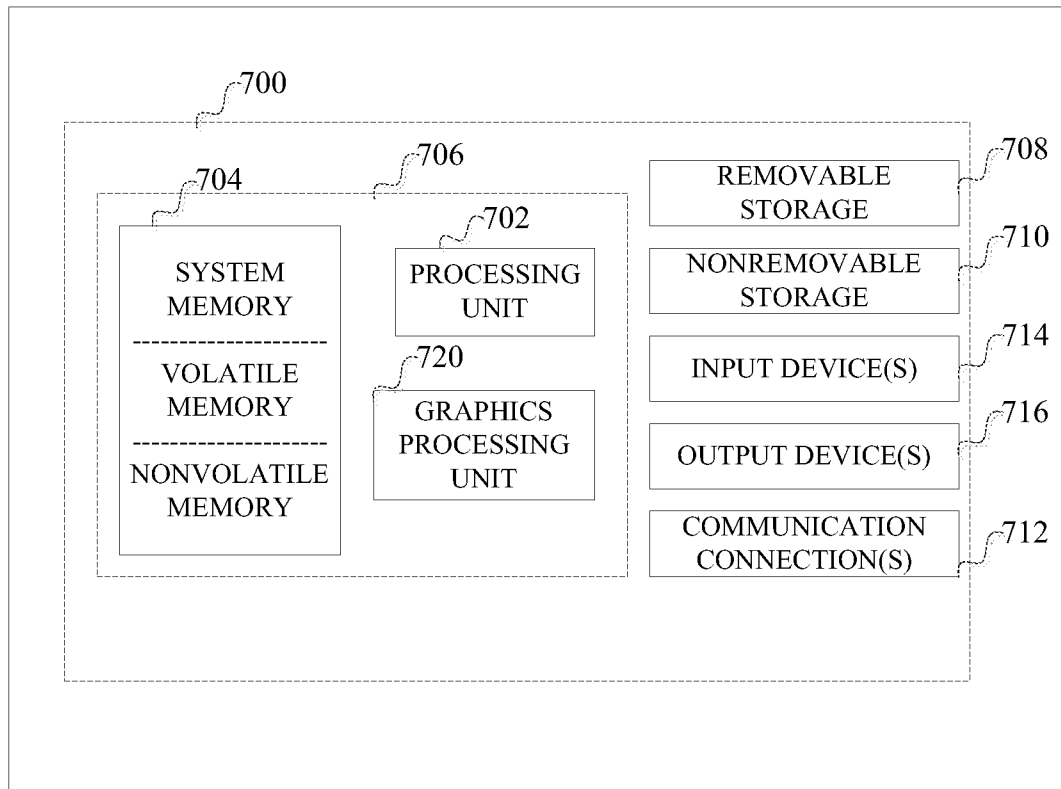 700
706
708
704
702
REMOVABLE
STORAGE
710
SYSTEM
MEMORY
PROCESSING
UNIT
NONREMOVABLE
STORAGE
714
720
VOLATILE
MEMORY
INPUT DEVICE(S)
716
GRAPHICS
PROCESSING
UNIT
OUTPUT DEVICE(S)
NONVOLATILE
MEMORY
712
COMMUNICATION
CONNECTION(S)